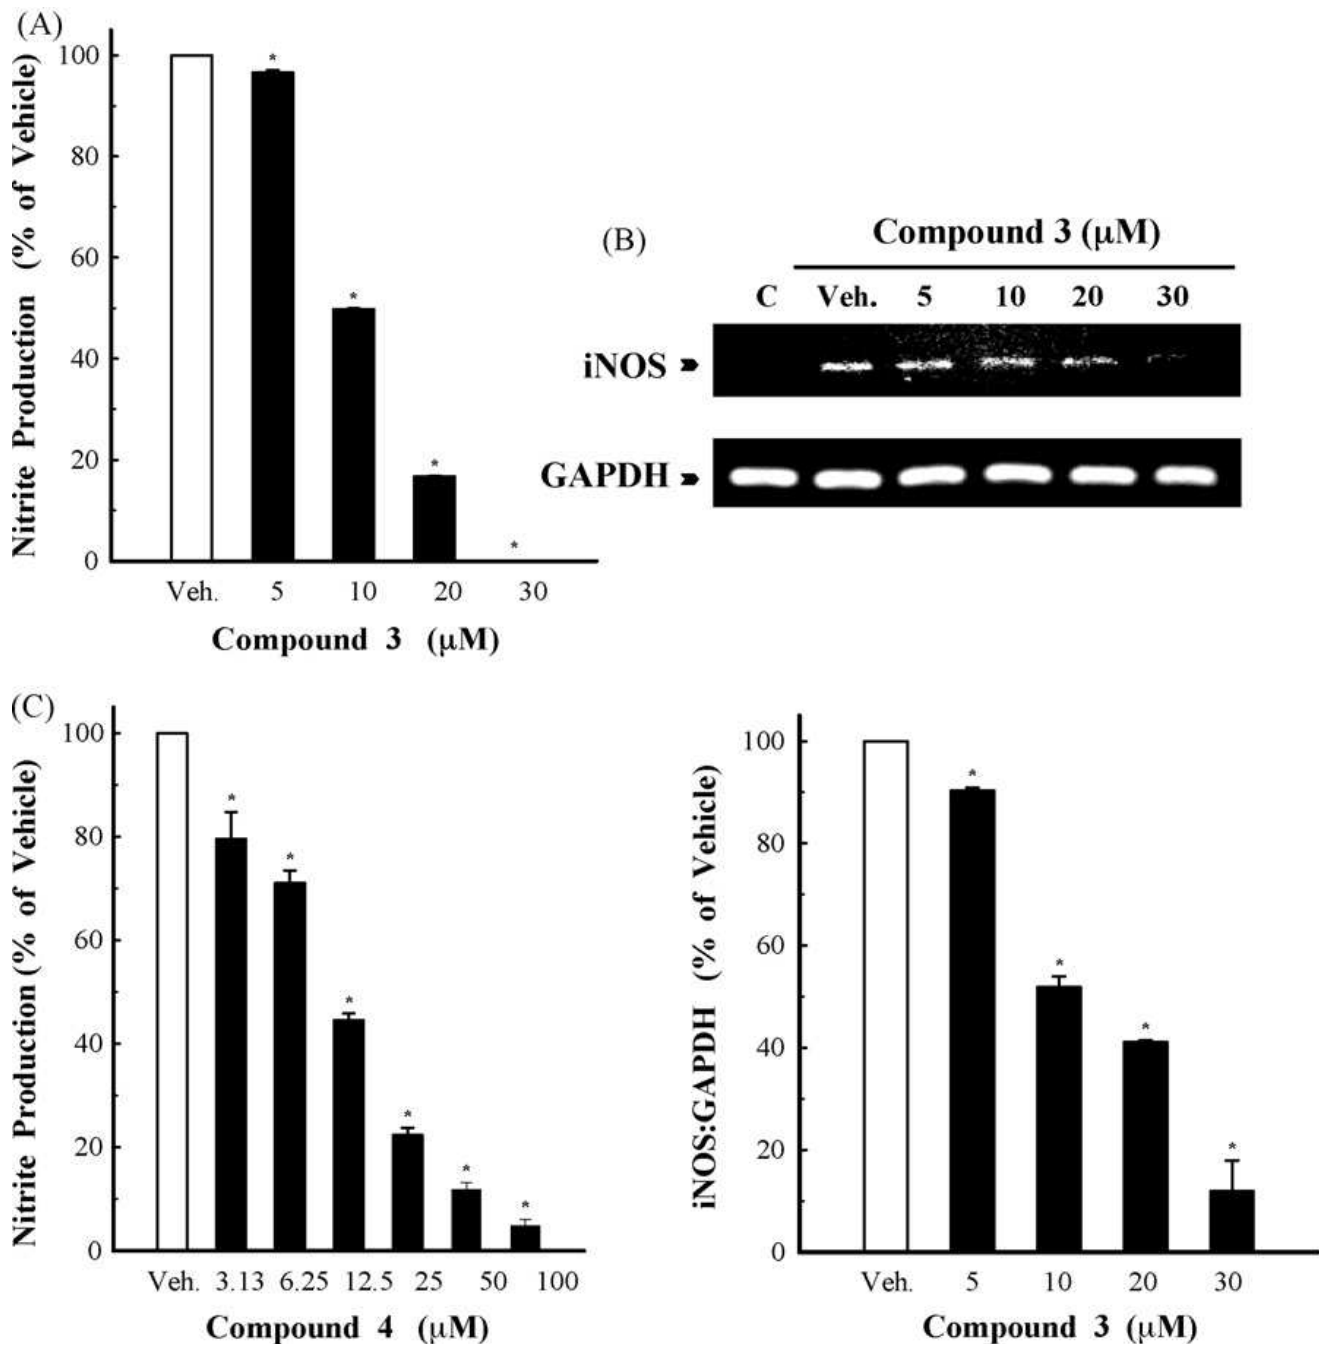 (A)
Nitrite Production (% of Vehicle)
100
80
60
40
20
0
*
*
*
*
Veh. 5 10 20 30
Compound 3 (μM)
(B)
Compound 3 (μM)
C Veh. 5 10 20 30
iNOS
GAPDH
(C)
Nitrite Production (% of Vehicle)
100
80
60
40
20
0
*
*
*
*
*
*
Veh. 3.13 6.25 12.5 25 50 100
Compound 4 (μM)
iNOS:GAPDH (% of Vehicle)
100
80
60
40
20
0
*
*
*
*
Veh. 5 10 20 30
Compound 3 (μM)